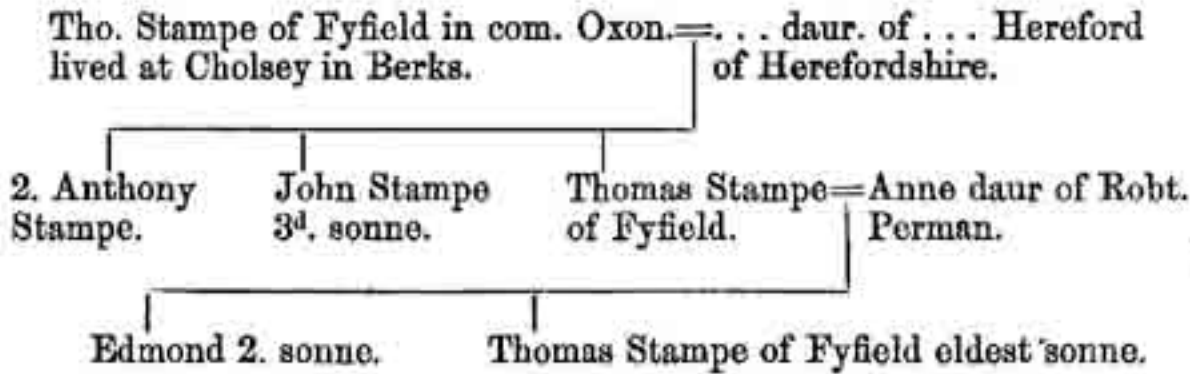 Tho. Stampe of Fyfield in com. Oxon.=. . . daur. of . . . Hereford
lived at Cholsey in Berks. of Herefordshire.
2. Anthony John Stampe Thomas Stampe=Anne daur of Robt.
Stampe. 3d. sonne. of Fyfield. Perman.
Edmond 2. sonne. Thomas Stampe of Fyfield eldest sonne.